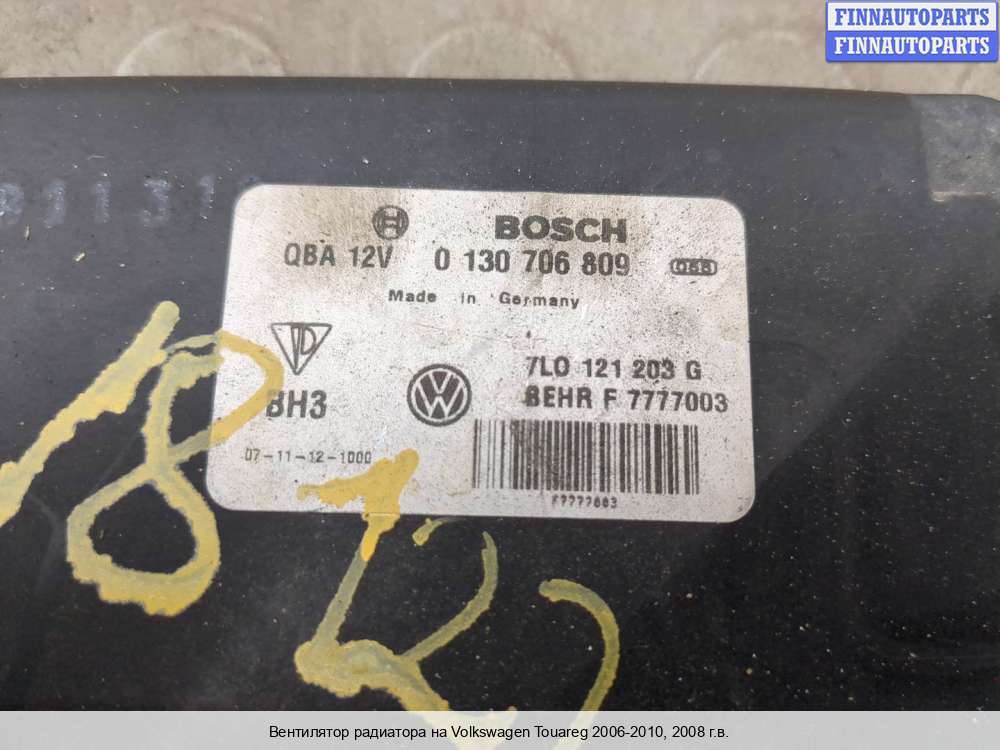 FINNAUTOPARTS
FINNAUTOPARTS
BOSCH
QBA 12V 0 130 706 809
Made in Germany
7L0 121 203 G
BH3
BEHR F 7777003
07-11-12-1000
F7777003
Вентилятор радиатора на Volkswagen Touareg 2006-2010, 2008 г.в.